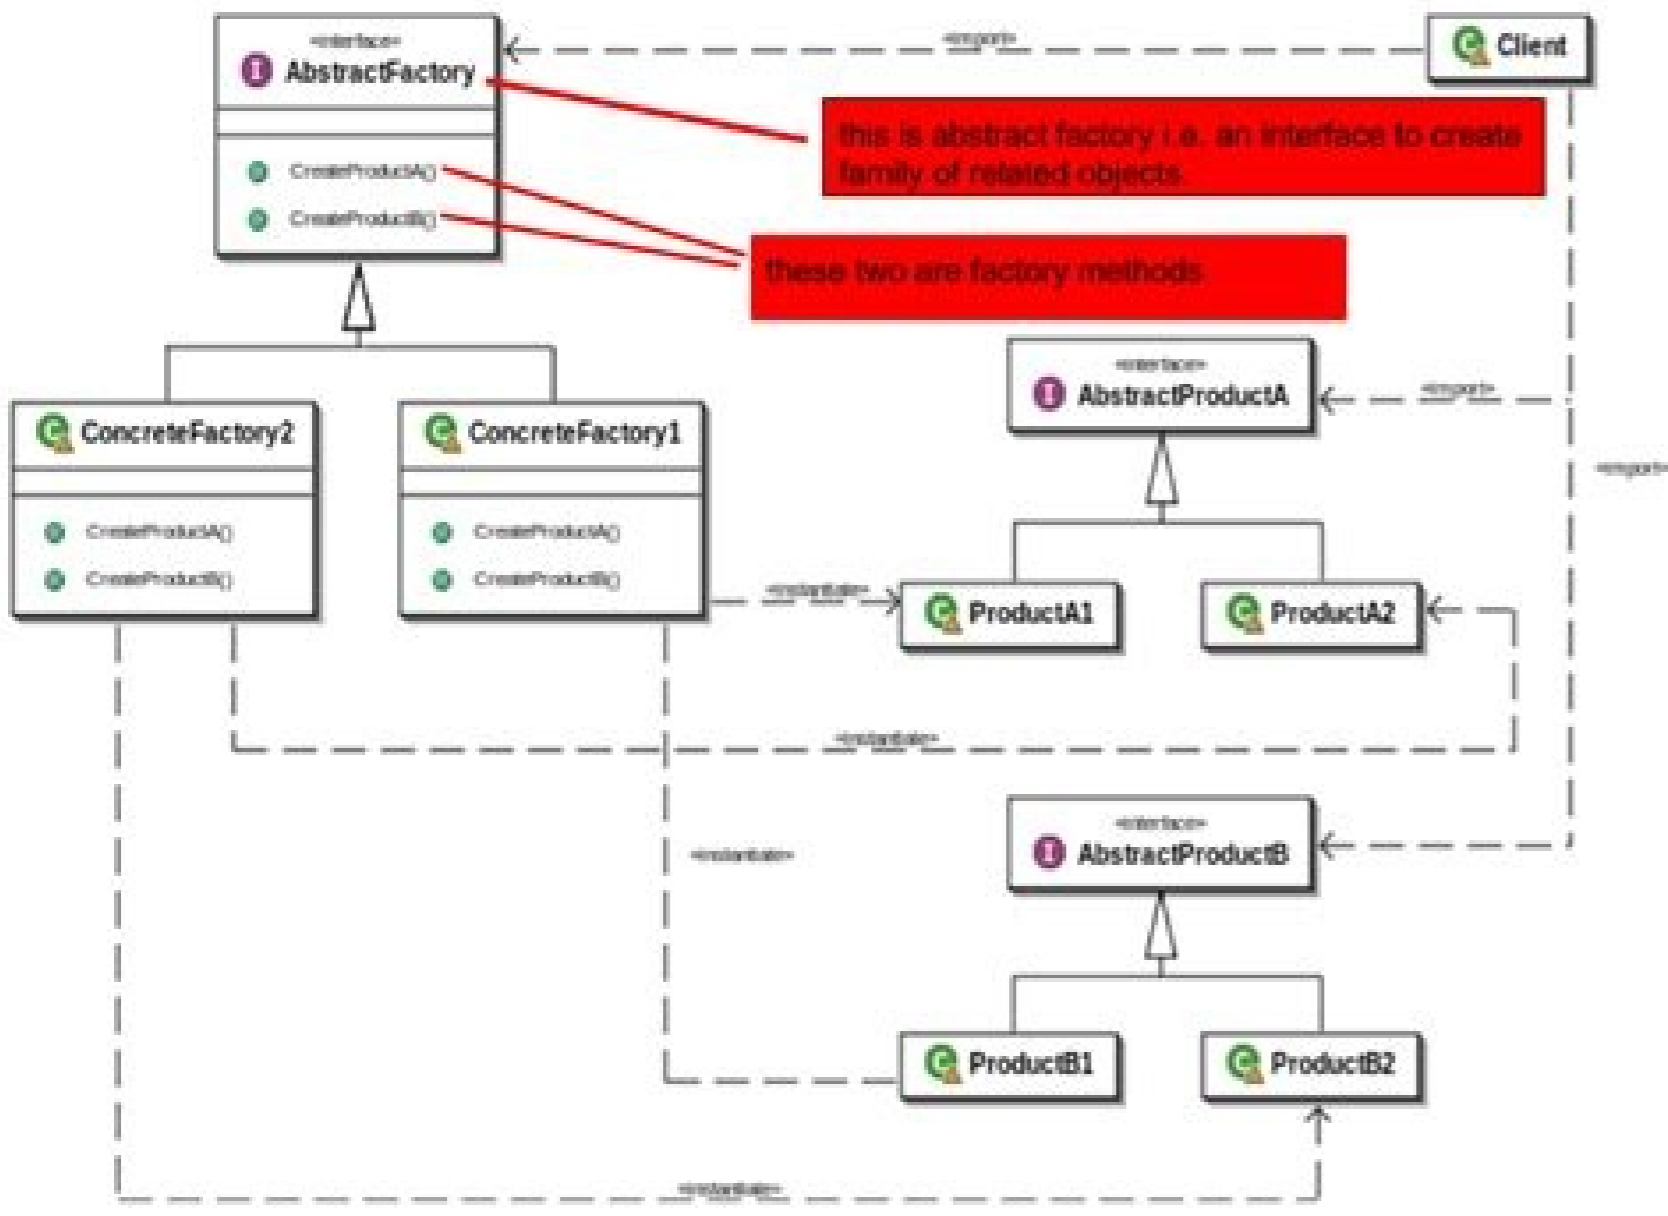 «interface»
AbstractFactory
CreateProductA()
CreateProductB()
«import»
Client
this is abstract factory i.e. an interface to create
family of related objects
these two are factory methods
«interface»
AbstractProductA
«import»
«import»
ConcreteFactory2
CreateProductA()
CreateProductB()
ConcreteFactory1
CreateProductA()
CreateProductB()
«instantiate»
ProductA1
ProductA2
«instantiate»
«interface»
AbstractProductB
«instantiate»
ProductB1
ProductB2
«instantiate»